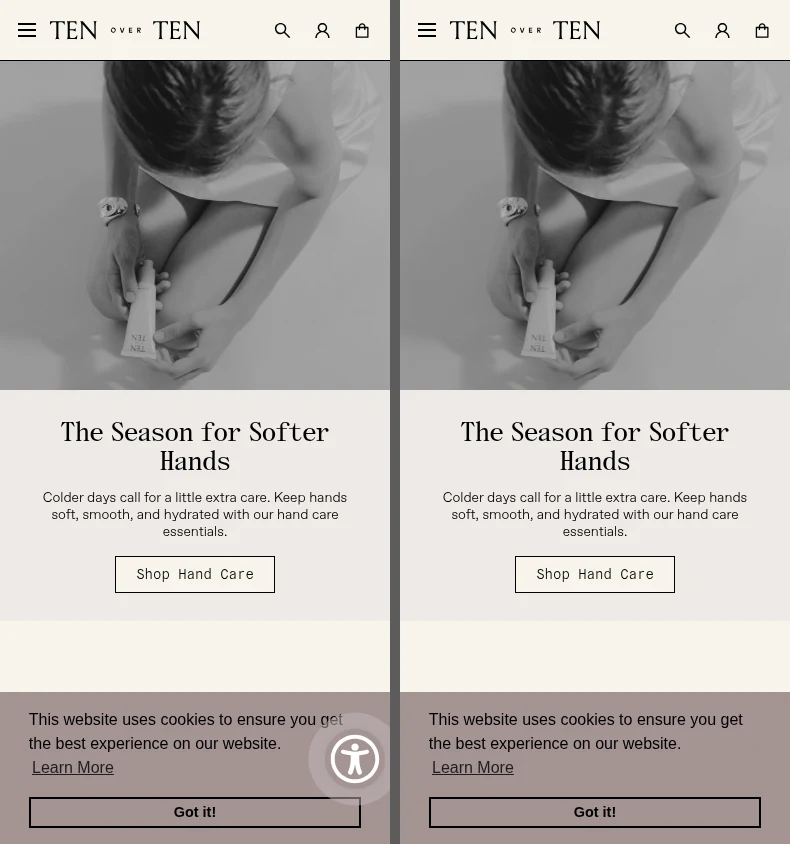 TEN OVER TEN
The Season for Softer
Hands
Colder days call for a little extra care. Keep hands
soft, smooth, and hydrated with our hand care
essentials.
Shop Hand Care
This website uses cookies to ensure you get
the best experience on our website.
Learn More
Got it!
TEN OVER TEN
The Season for Softer
Hands
Colder days call for a little extra care. Keep hands
soft, smooth, and hydrated with our hand care
essentials.
Shop Hand Care
This website uses cookies to ensure you get
the best experience on our website.
Learn More
Got it!
TEN
TEN
TEN
TEN